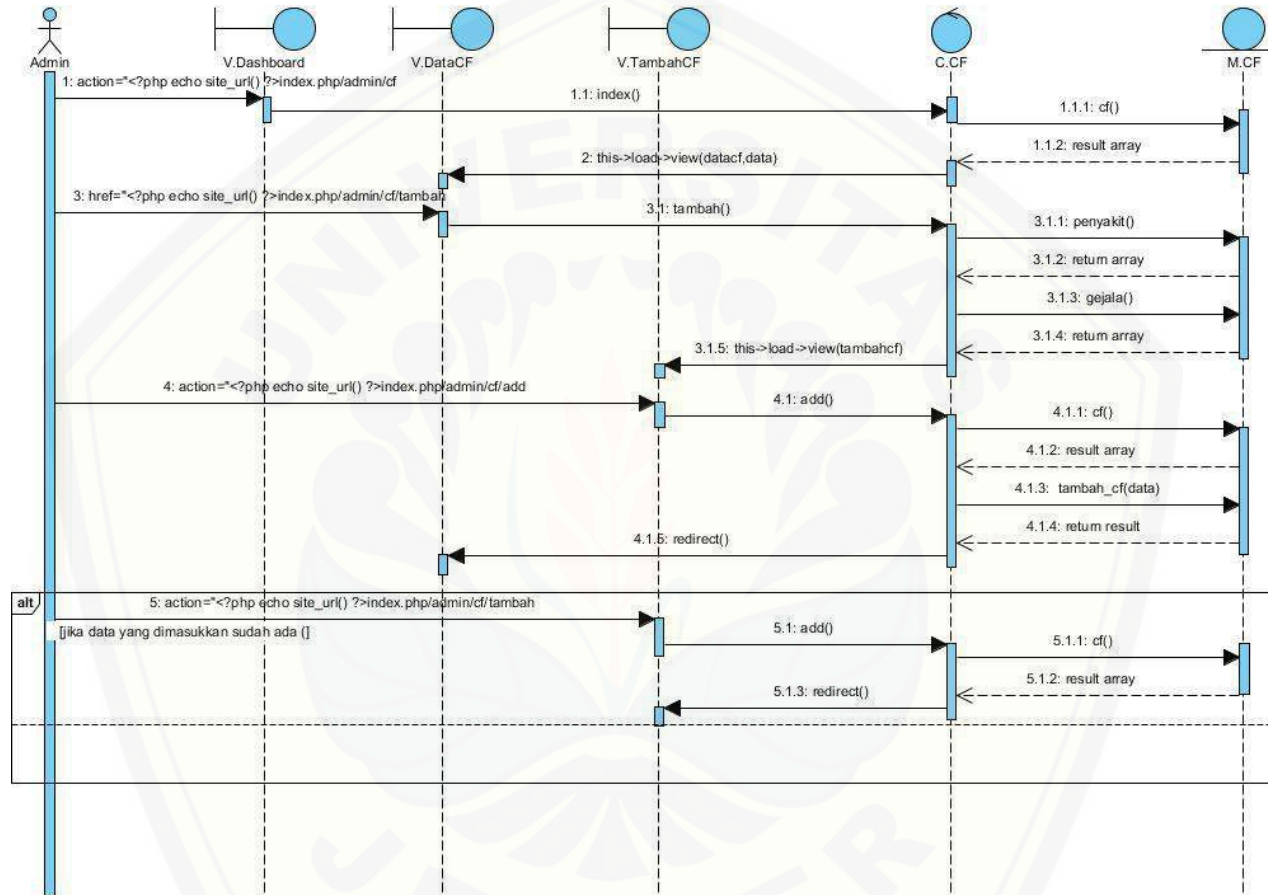 Admin
V.Dashboard
V.DataCF
V.TambahCF
C.CF
M.CF
1: action="<?php echo site_url() ?>index.php/admin/cf
1.1: index()
1.1.1: cf()
1.1.2: result array
2: this->load->view(datacf,data)
3: href="<?php echo site_url() ?>index.php/admin/cf/tambah
3.1: tambah()
3.1.1: penyakit()
3.1.2: return array
3.1.3: gejala()
3.1.4: return array
3.1.5: this->load->view(tambahcf)
4: action="<?php echo site_url() ?>index.php/admin/cf/add
4.1: add()
4.1.1: cf()
4.1.2: result array
4.1.3: tambah_cf(data)
4.1.4: return result
4.1.5: redirect()
alt
5: action="<?php echo site_url() ?>index.php/admin/cf/tambah
[jika data yang dimasukkan sudah ada (]
5.1: add()
5.1.1: cf()
5.1.2: result array
5.1.3: redirect()
UNIVERSITAS